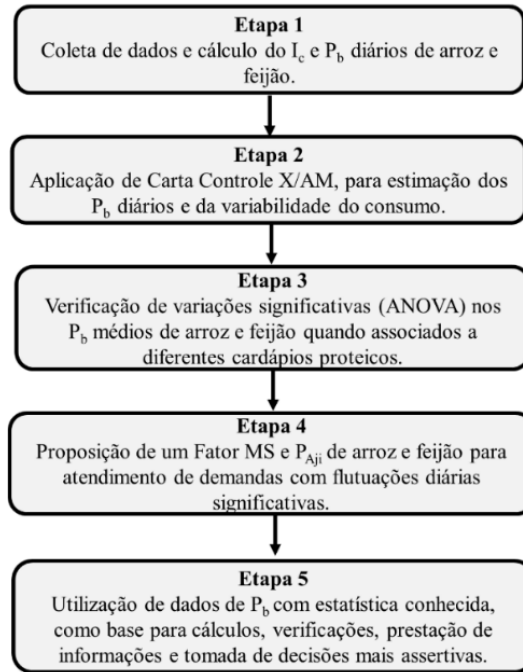 Etapa 1
Coleta de dados e cálculo do Ic e Pb diários de arroz e
feijão.
Etapa 2
Aplicação de Carta Controle X/AM, para estimação dos
Pb diários e da variabilidade do consumo.
Etapa 3
Verificação de variações significativas (ANOVA) nos
Pb médios de arroz e feijão quando associados a
diferentes cardápios proteicos.
Etapa 4
Proposição de um Fator MS e PAji de arroz e feijão para
atendimento de demandas com flutuações diárias
significativas.
Etapa 5
Utilização de dados de Pb com estatística conhecida,
como base para cálculos, verificações, prestação de
informações e tomada de decisões mais assertivas.